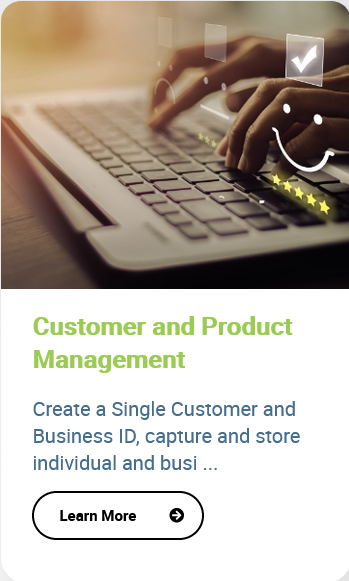 Customer and Product
Management
Create a Single Customer and
Business ID, capture and store
individual and busi ...
Learn More